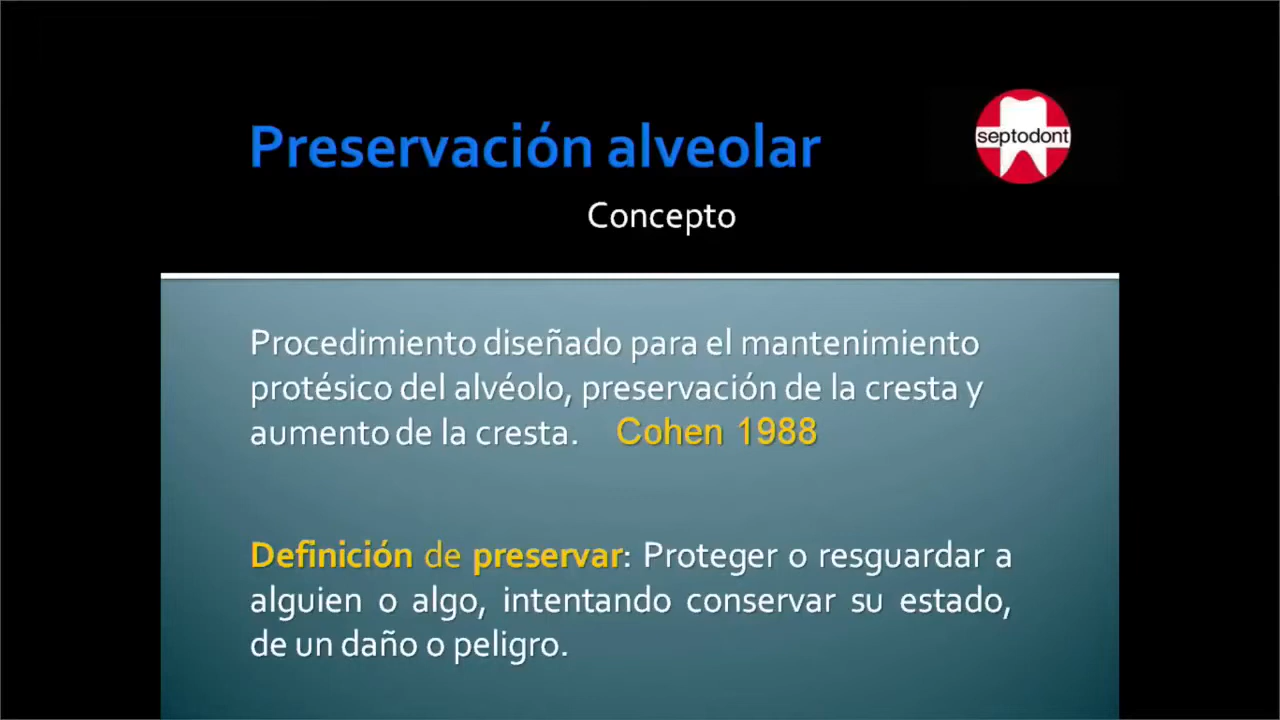 Preservación alveolar
septodont
Concepto
Procedimiento diseñado para el mantenimiento
protésico del alvéolo, preservación de la cresta y
aumento de la cresta. Cohen 1988
Definición de preservar: Proteger o resguardar a
alguien o algo, intentando conservar su estado,
de un daño o peligro.